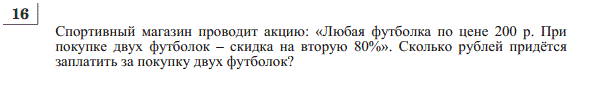 16
Спортивный магазин проводит акцию: «Любая футболка по цене 200 р. При
покупке двух футболок – скидка на вторую 80%». Сколько рублей придётся
заплатить за покупку двух футболок?